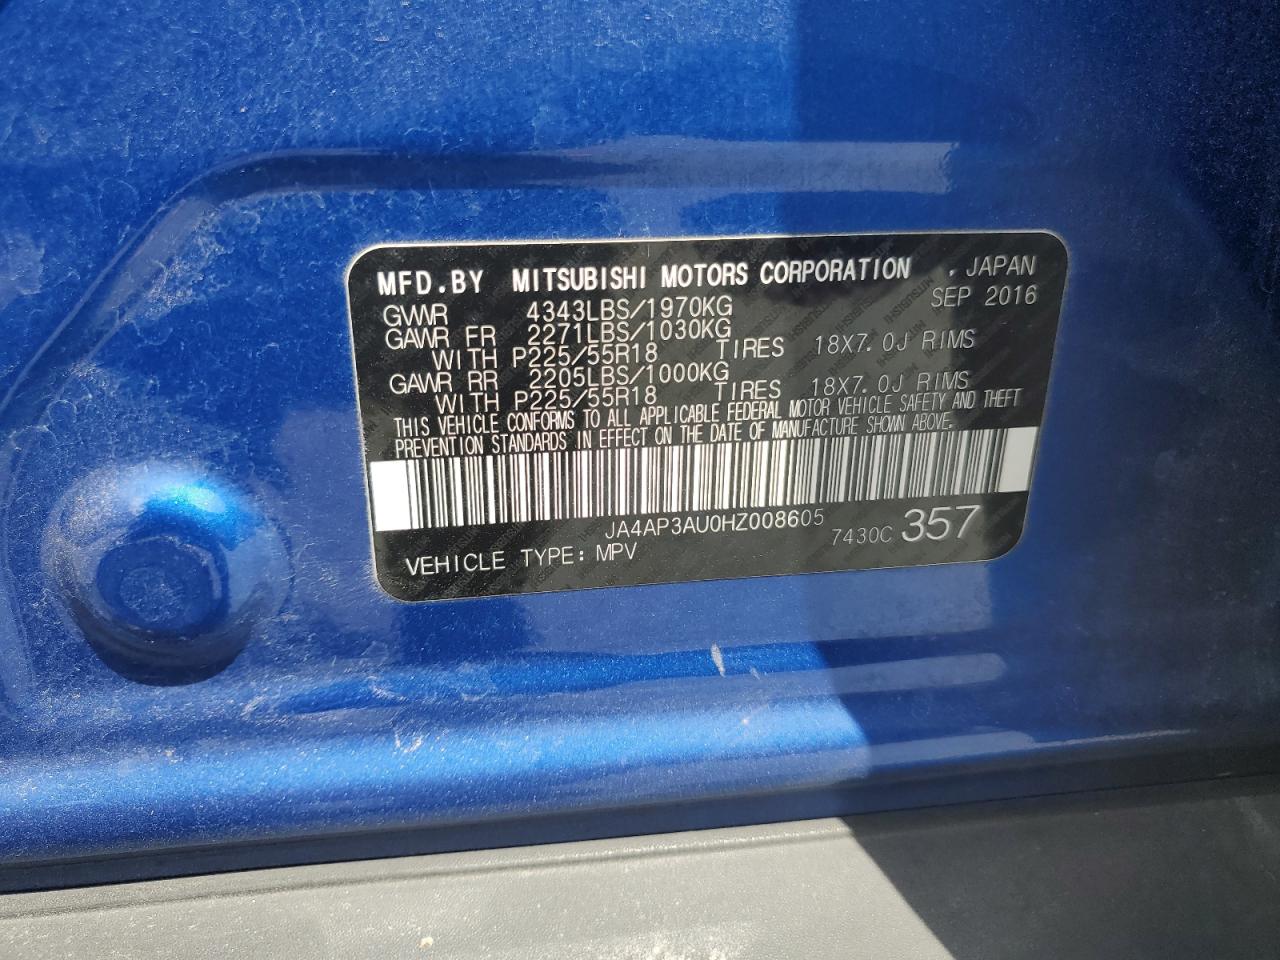 MFD.BY MITSUBISHI MOTORS CORPORATION . JAPAN
SEP 2016
GVWR 4343LBS/1970KG
GAWR FR 2271LBS/1030KG
WITH P225/55R18 TIRES 18X7.0J RIMS
GAWR RR 2205LBS/1000KG
WITH P225/55R18 TIRES 18X7.0J RIMS
THIS VEHICLE CONFORMS TO ALL APPLICABLE FEDERAL MOTOR VEHICLE SAFETY AND THEFT
PREVENTION STANDARDS IN EFFECT ON THE DATE OF MANUFACTURE SHOWN ABOVE.
JA4AP3AU0HZ008605
7430C 357
VEHICLE TYPE: MPV